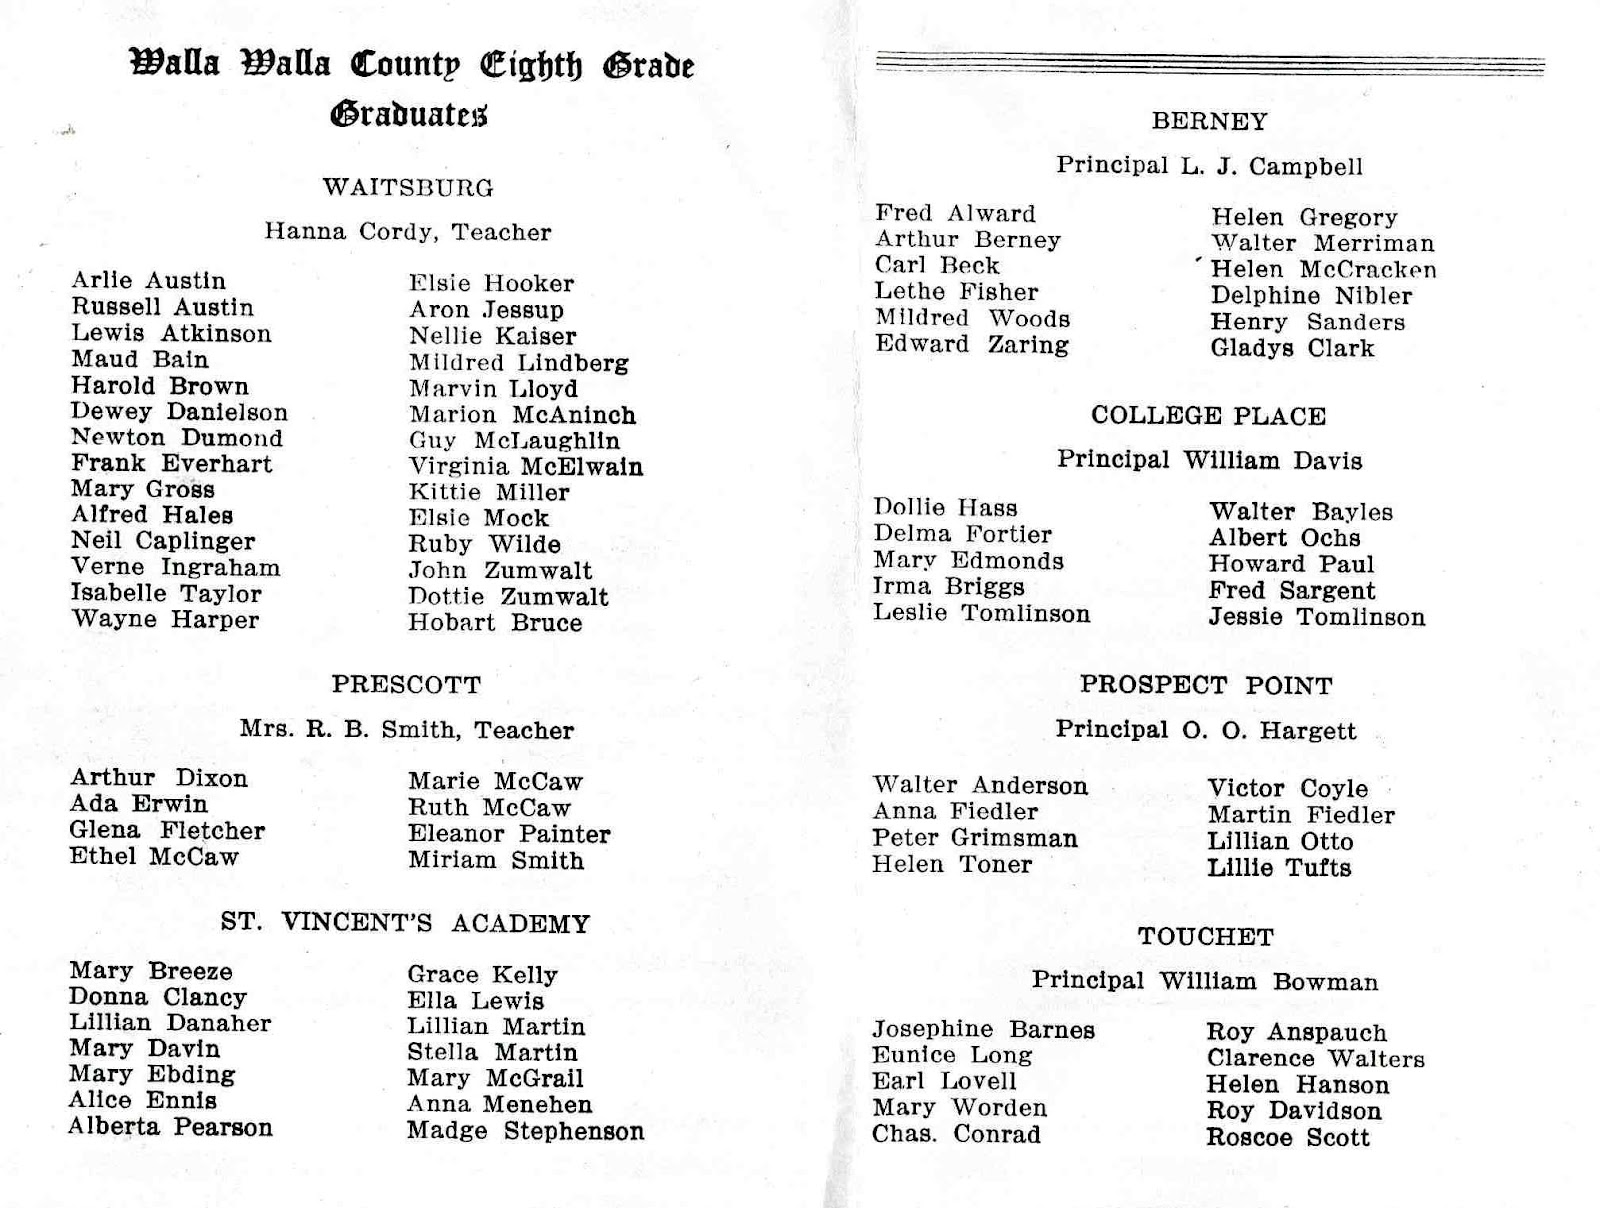 Walla Walla County Eighth Grade
Graduates
WAITSBURG
Hanna Cordy, Teacher
Arlie Austin
Russell Austin
Lewis Atkinson
Maud Bain
Harold Brown
Dewey Danielson
Newton Dumond
Frank Everhart
Mary Gross
Alfred Hales
Neil Caplinger
Verne Ingraham
Isabelle Taylor
Wayne Harper
Elsie Hooker
Aron Jessup
Nellie Kaiser
Mildred Lindberg
Marvin Lloyd
Marion McAninch
Guy McLaughlin
Virginia McElwain
Kittie Miller
Elsie Mock
Ruby Wilde
John Zumwalt
Dottie Zumwalt
Hobart Bruce
PRESCOTT
Mrs. R. B. Smith, Teacher
Arthur Dixon
Ada Erwin
Glena Fletcher
Ethel McCaw
Marie McCaw
Ruth McCaw
Eleanor Painter
Miriam Smith
ST. VINCENT'S ACADEMY
Mary Breeze
Donna Clancy
Lillian Danaher
Mary Davin
Mary Ebding
Alice Ennis
Alberta Pearson
Grace Kelly
Ella Lewis
Lillian Martin
Stella Martin
Mary McGrail
Anna Menehen
Madge Stephenson
BERNEY
Principal L. J. Campbell
Fred Alward
Arthur Berney
Carl Beck
Lethe Fisher
Mildred Woods
Edward Zaring
Helen Gregory
Walter Merriman
Helen McCracken
Delphine Nibler
Henry Sanders
Gladys Clark
COLLEGE PLACE
Principal William Davis
Dollie Hass
Delma Fortier
Mary Edmonds
Irma Briggs
Leslie Tomlinson
Walter Bayles
Albert Ochs
Howard Paul
Fred Sargent
Jessie Tomlinson
PROSPECT POINT
Principal O. O. Hargett
Walter Anderson
Anna Fiedler
Peter Grimsman
Helen Toner
Victor Coyle
Martin Fiedler
Lillian Otto
Lillie Tufts
TOUCHET
Principal William Bowman
Josephine Barnes
Eunice Long
Earl Lovell
Mary Worden
Chas. Conrad
Roy Anspauch
Clarence Walters
Helen Hanson
Roy Davidson
Roscoe Scott